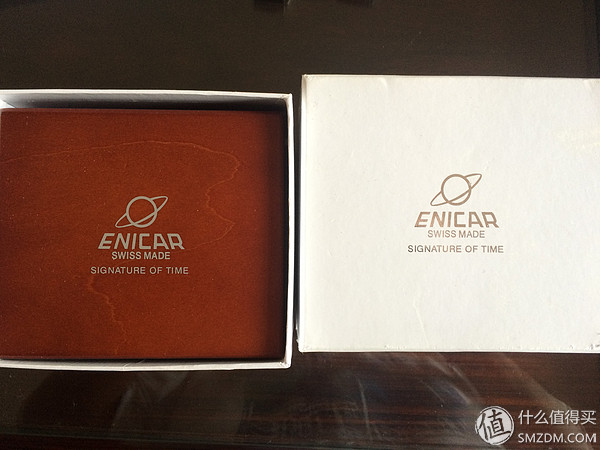 ENICAR
SWISS MADE
SIGNATURE OF TIME
ENICAR
SWISS MADE
SIGNATURE OF TIME
值 什么值得买
SMZDM.COM